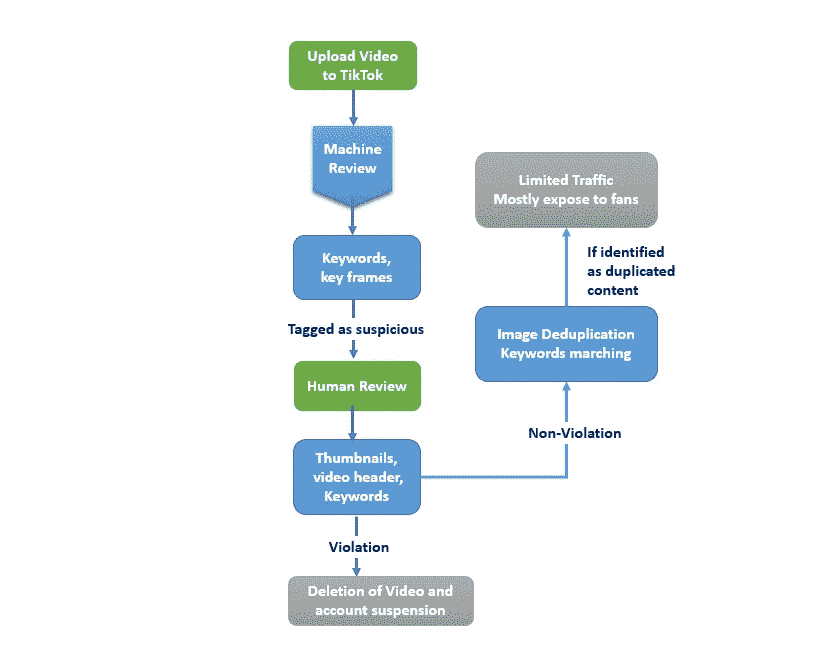 Upload Video
to TikTok
Machine
Review
Keywords,
key frames
Tagged as suspicious
Human Review
Thumbnails,
video header,
Keywords
Violation
Deletion of Video and
account suspension
Non-Violation
Image Deduplication
Keywords marching
If identified
as duplicated
content
Limited Traffic
Mostly expose to fans